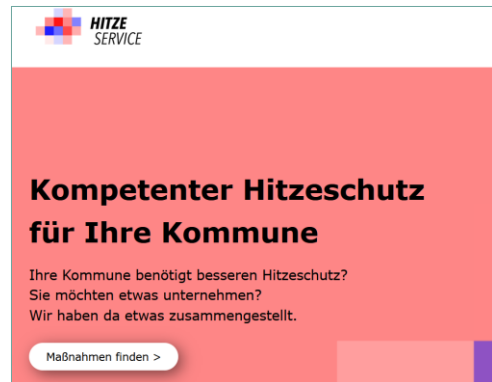 HITZE
SERVICE
Kompetenter Hitzeschutz
für Ihre Kommune
Ihre Kommune benötigt besseren Hitzeschutz?
Sie möchten etwas unternehmen?
Wir haben da etwas zusammengestellt.
Maßnahmen finden >